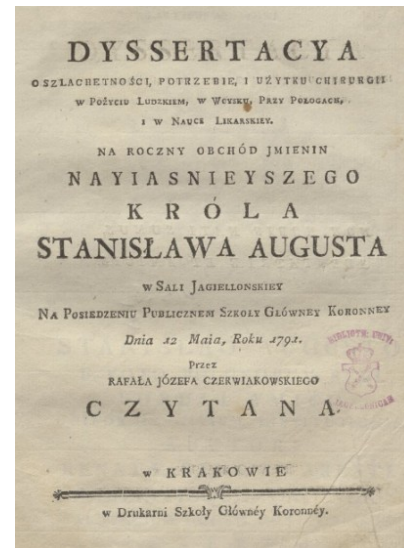 DYSSERTACYA
O SZLACHETNOŚCI, POTRZEBIE, I UŻYTKU CHIRURGII
W POŻYCIU LUDZKIEM, W WOYSKU, PRZY POŁOGACH,
I W NAUCE LIKARSKIEY.
NA ROCZNY OBCHÓD JMIENIN
NAYIASNIEYSZEGO
KRÓLA
STANISŁAWA AUGUSTA
W SALI JAGIELLONSKIEY
NA POSIEDZENIU PUBLICZNEM SZKOŁY GŁÓWNEY KORONNEY
Dnia 12 Maia, Roku 1791.
PRZEZ
RAFAŁA JÓZEFA CZERWIAKOWSKIEGO
CZYTANA
W KRAKOWIE
w Drukarni Szkoły Główney Koronnéy.